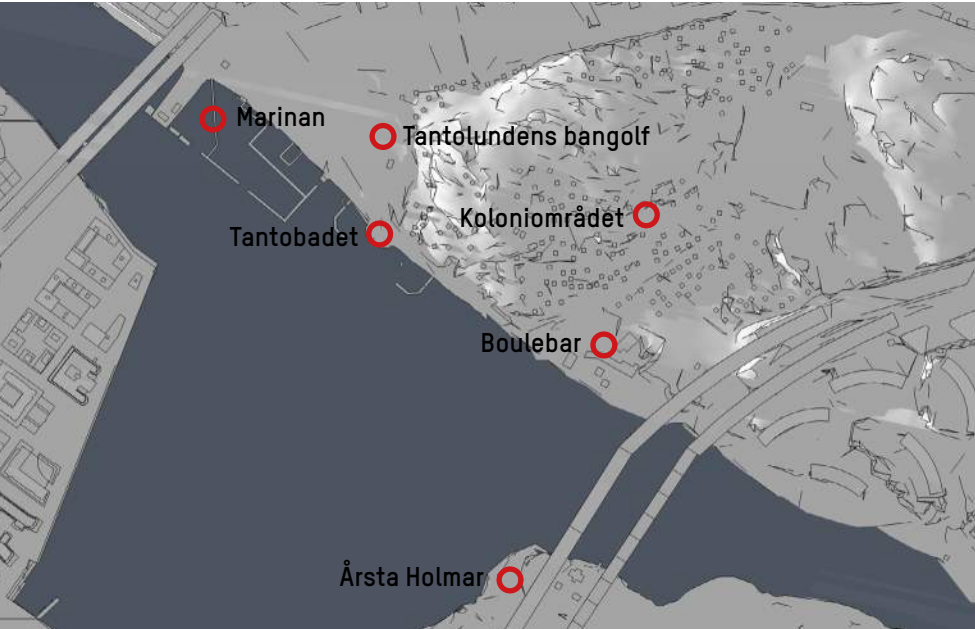 Marinan
Tantolundens bangolf
Koloniområdet
Tantobadet
Boulebar
Årsta Holmar